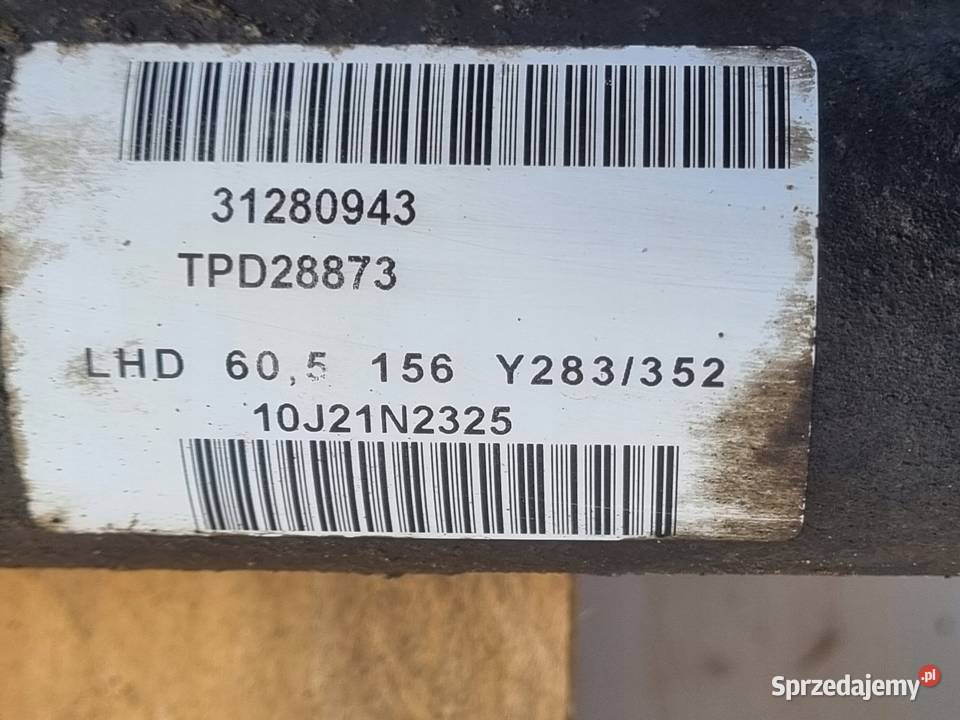 31280943
TPD28873
LHD 60,5 156 Y283/352
10J21N2325
Sprzedajemy.pl